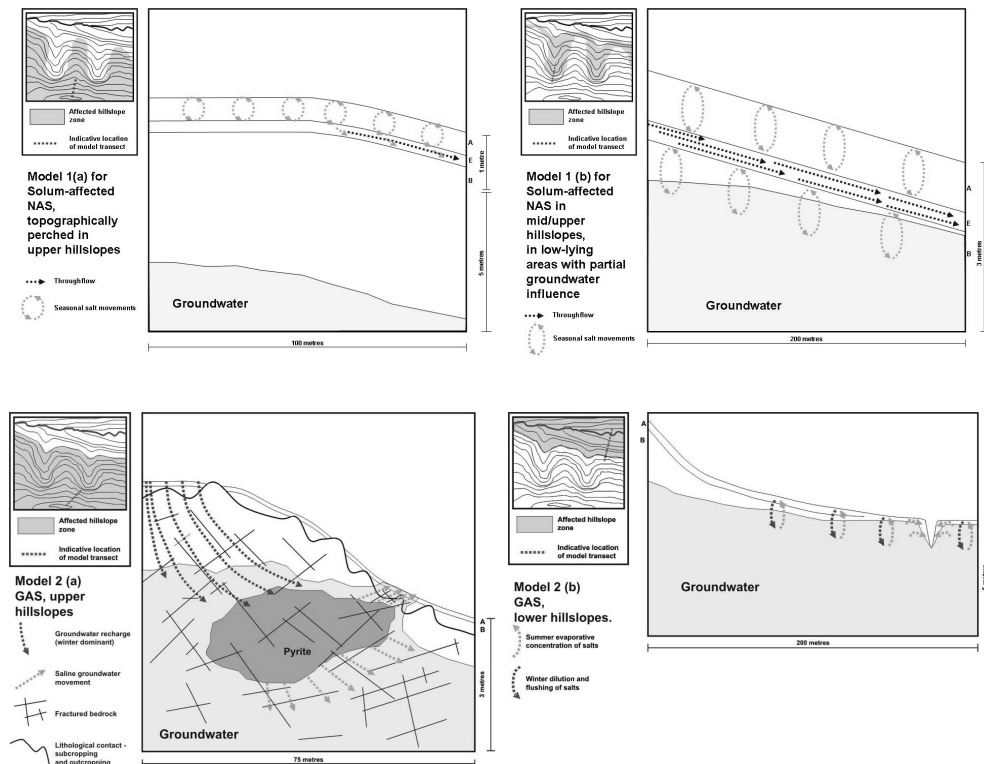 Affected hillslope
zone
Indicative location
of model transect
Model 1(a) for
Solum-affected
NAS,
topographically
perched in
upper hillslopes
Throughflow
Seasonal salt movements
Groundwater
A
E
B
1 metre
5 metres
100 metres
Affected hillslope
zone
Indicative location
of model transect
Model 1 (b) for
Solum-affected
NAS in
mid/upper
hillslopes,
in low-lying
areas with partial
groundwater
influence
Throughflow
Seasonal salt movements
Groundwater
A
E
B
3 metres
200 metres
Affected hillslope
zone
Indicative location
of model transect
Model 2 (a)
GAS, upper
hillslopes
Groundwater recharge
(winter dominant)
Saline groundwater
movement
Fractured bedrock
Lithological contact -
subcropping
and outcropping
Pyrite
Groundwater
A
B
3 metres
75 metres
Affected hillslope
zone
Indicative location
of model transect
Model 2 (b)
GAS,
lower hillslopes.
Summer evaporative
concentration of salts
Winter dilution and
flushing of salts
A
B
Groundwater
200 metres